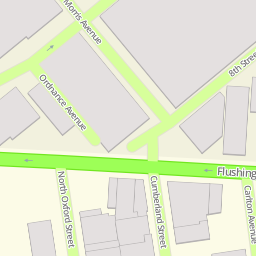 Morris Avenue
8th Street
Ordnance Avenue
Flushing
North Oxford Street
Cumberland Street
Carlton Avenue